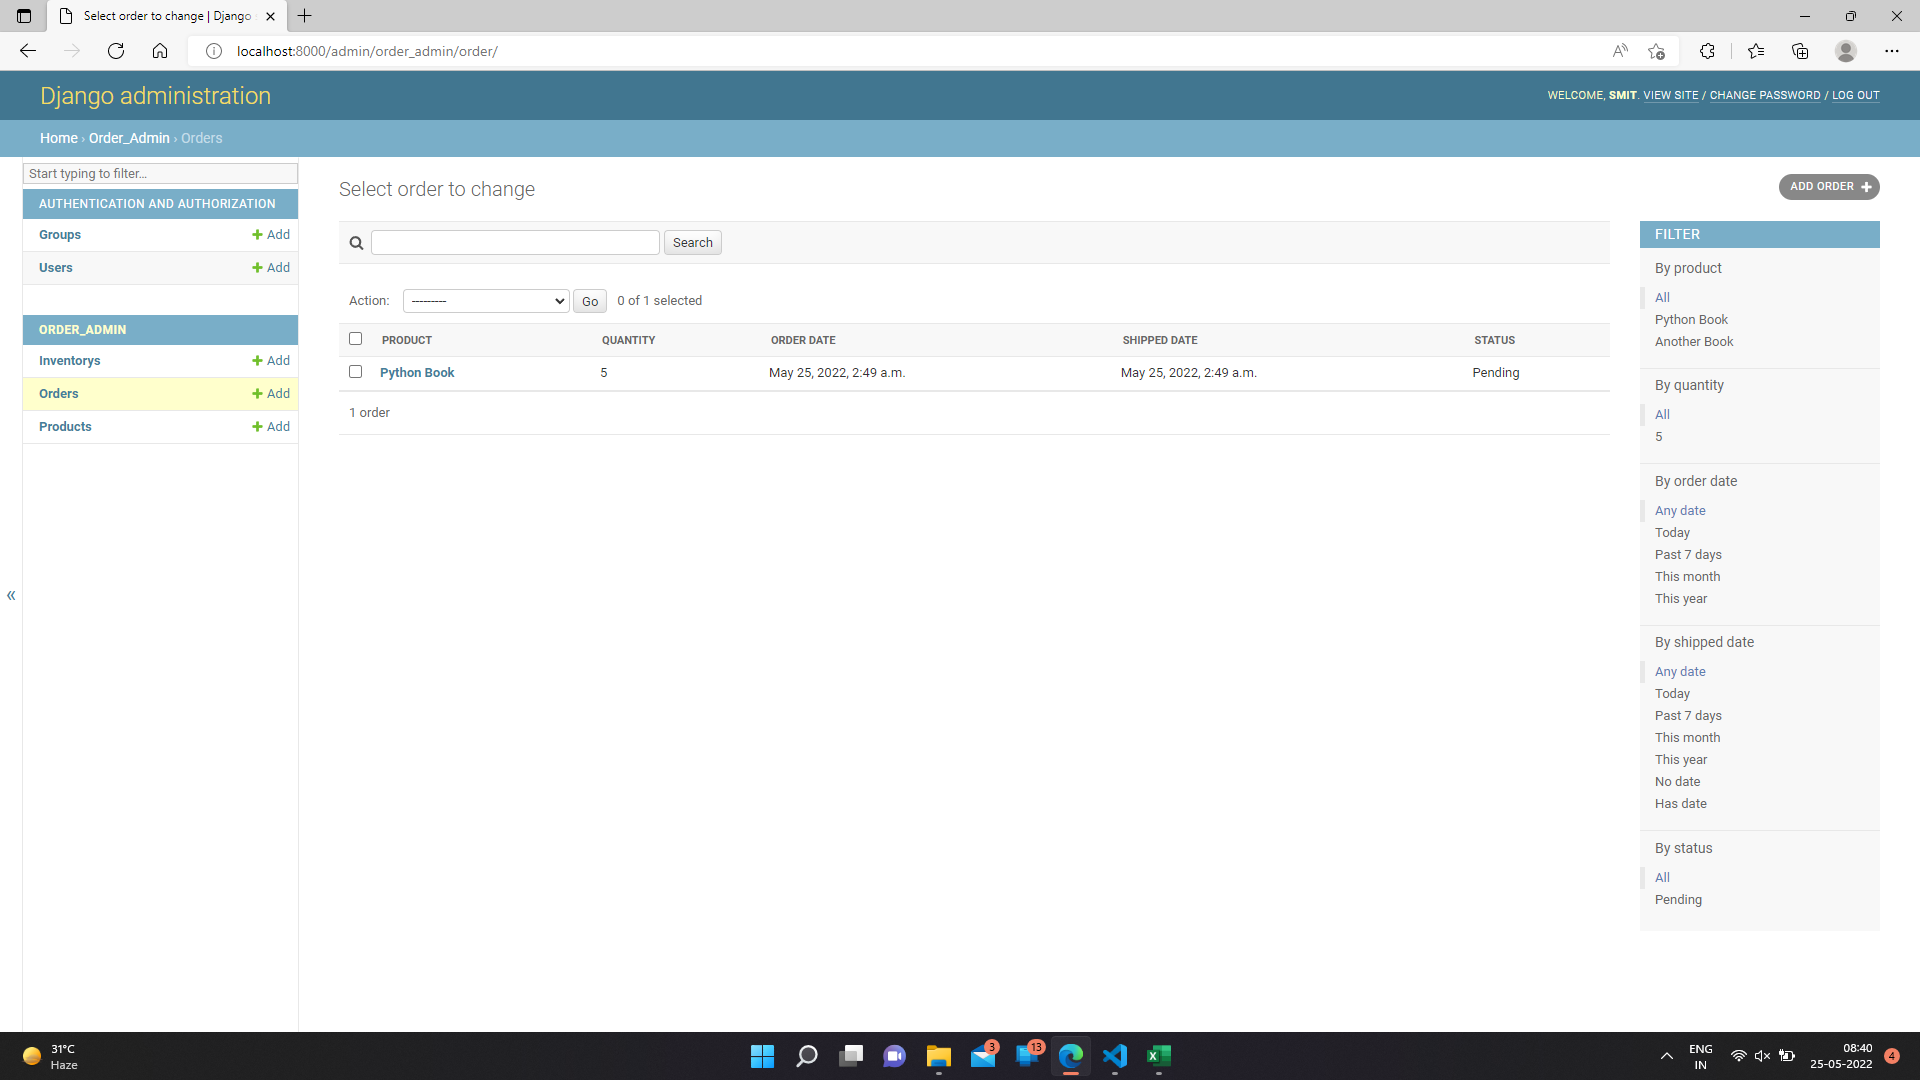 Select order to change | Django
localhost:8000/admin/order_admin/order/
Django administration
WELCOME, SMIT. VIEW SITE / CHANGE PASSWORD / LOG OUT
Home › Order_Admin › Orders
Start typing to filter...
AUTHENTICATION AND AUTHORIZATION
Groups + Add
Users + Add
ORDER_ADMIN
Inventorys + Add
Orders + Add
Products + Add
«
Select order to change
ADD ORDER +
Search
Action: --------- Go 0 of 1 selected
PRODUCT QUANTITY ORDER DATE SHIPPED DATE STATUS
Python Book 5 May 25, 2022, 2:49 a.m. May 25, 2022, 2:49 a.m. Pending
1 order
FILTER
By product
All
Python Book
Another Book
By quantity
All
5
By order date
Any date
Today
Past 7 days
This month
This year
By shipped date
Any date
Today
Past 7 days
This month
This year
No date
Has date
By status
All
Pending
31°C
Haze
3
13
ENG
IN
08:40
25-05-2022
4